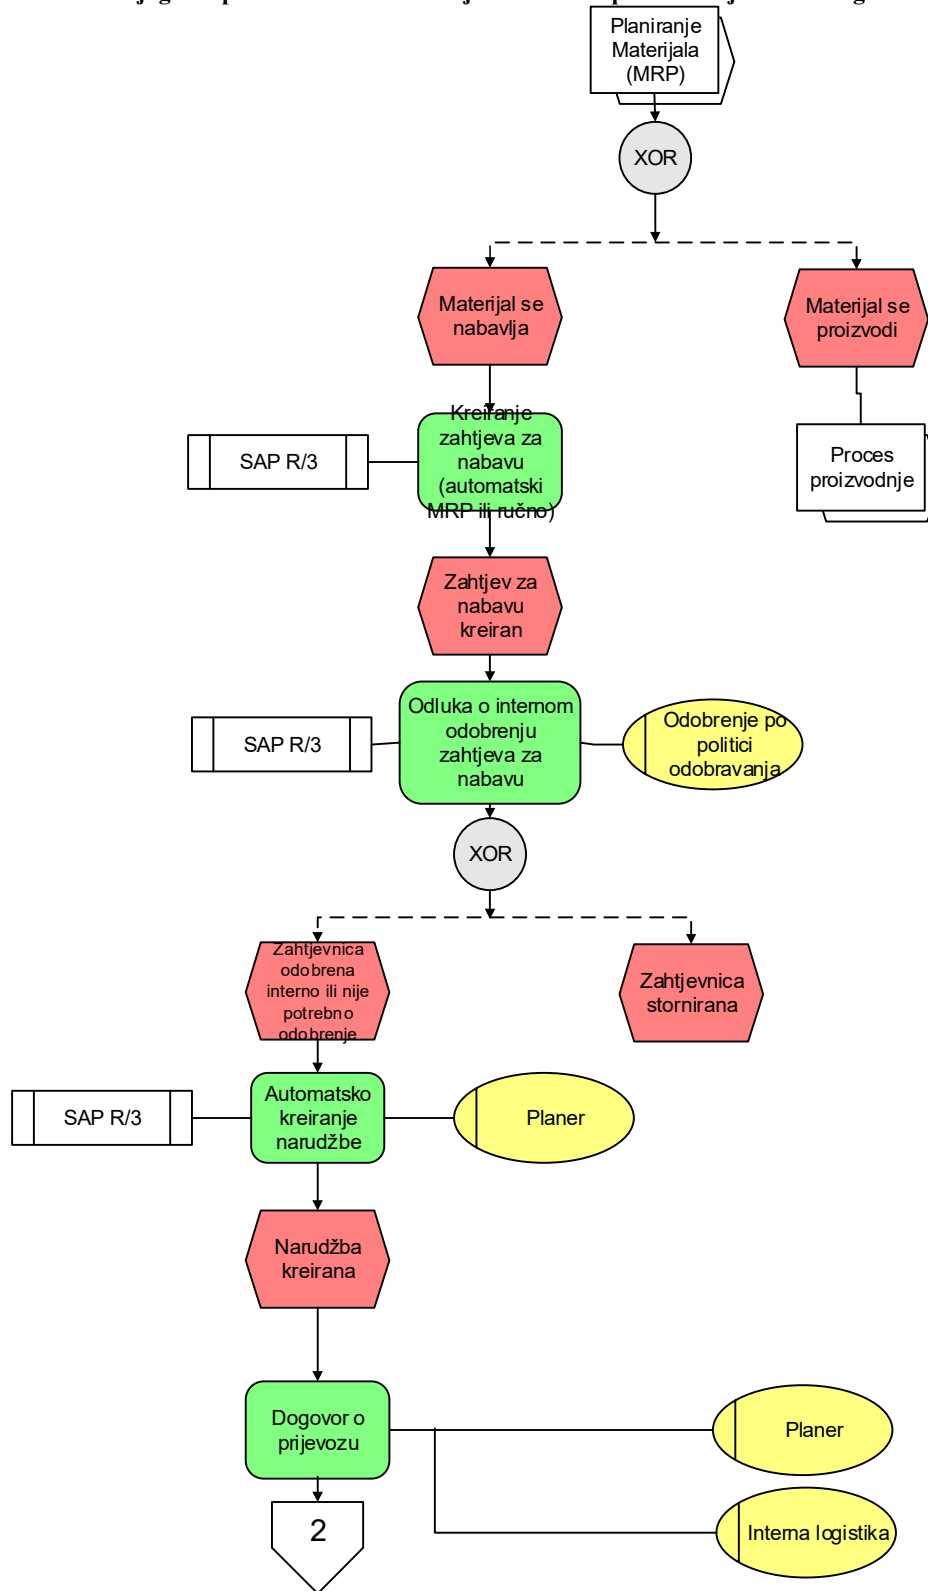 Planiranje
Materijala
(MRP)
XOR
Materijal se
nabavlja
Materijal se
proizvodi
Kreiranje
zahtjeva za
nabavu
(automatski
MRP ili ručno)
SAP R/3
Proces
proizvodnje
Zahtjev za
nabavu
kreiran
Odluka o internom
odobrenju
zahtjeva za
nabavu
SAP R/3
Odobrenje po
politici
odobravanja
XOR
Zahtjevnica
odobrena
interno ili nije
potrebno
odobrenje
Zahtjevnica
stornirana
SAP R/3
Automatsko
kreiranje
narudžbe
Planer
Narudžba
kreirana
Dogovor o
prijevozu
Planer
Interna logistika
2